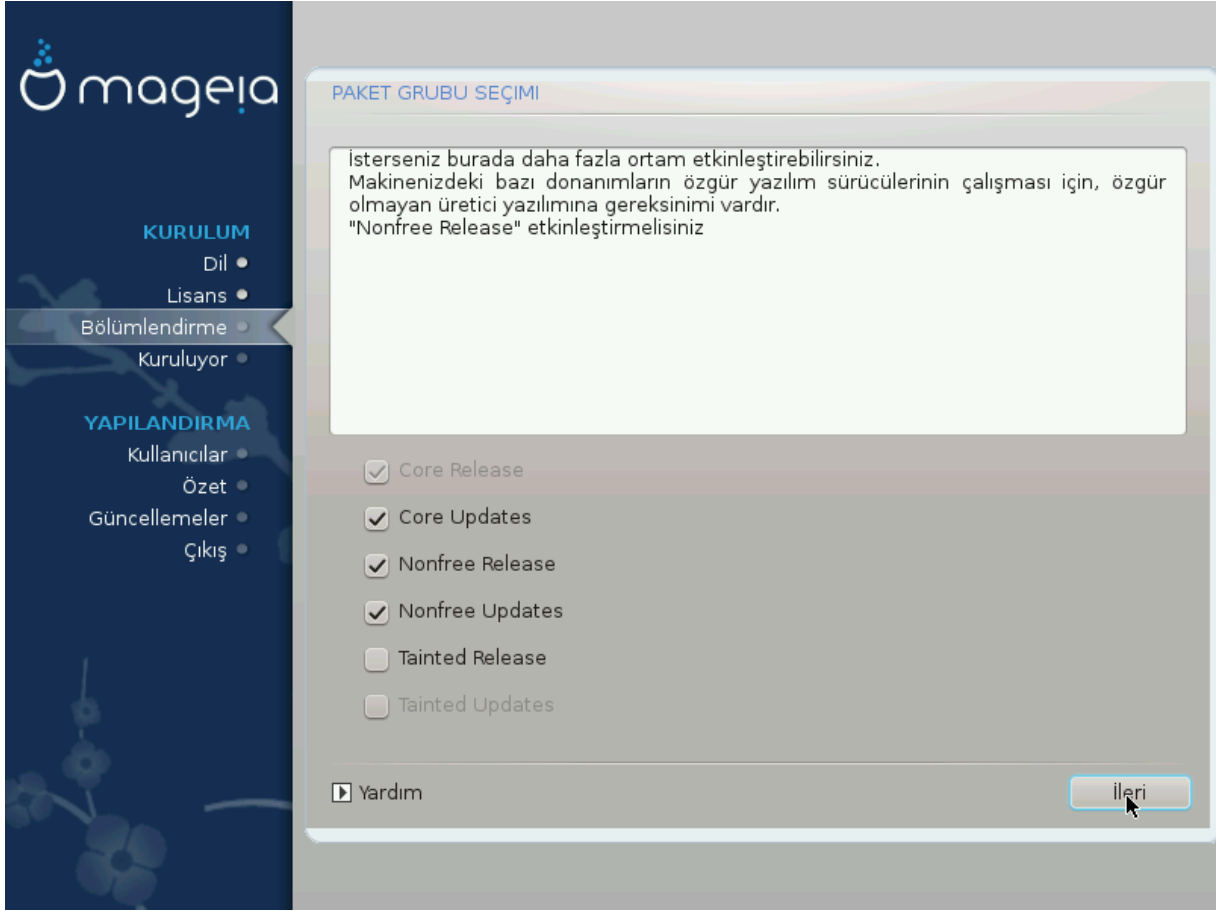 mageia
KURULUM
Dil
Lisans
Bölümlendirme
Kuruluyor
YAPILANDIRMA
Kullanıcılar
Özet
Güncellemeler
Çıkış
PAKET GRUBU SEÇIMI
İsterseniz burada daha fazla ortam etkinleştirebilirsiniz.
Makinenizdeki bazı donanımların özgür yazılım sürücülerinin çalışması için, özgür
olmayan üretici yazılımına gereksinimi vardır.
"Nonfree Release" etkinleştirmelisiniz
Core Release
Core Updates
Nonfree Release
Nonfree Updates
Tainted Release
Tainted Updates
Yardım
İleri